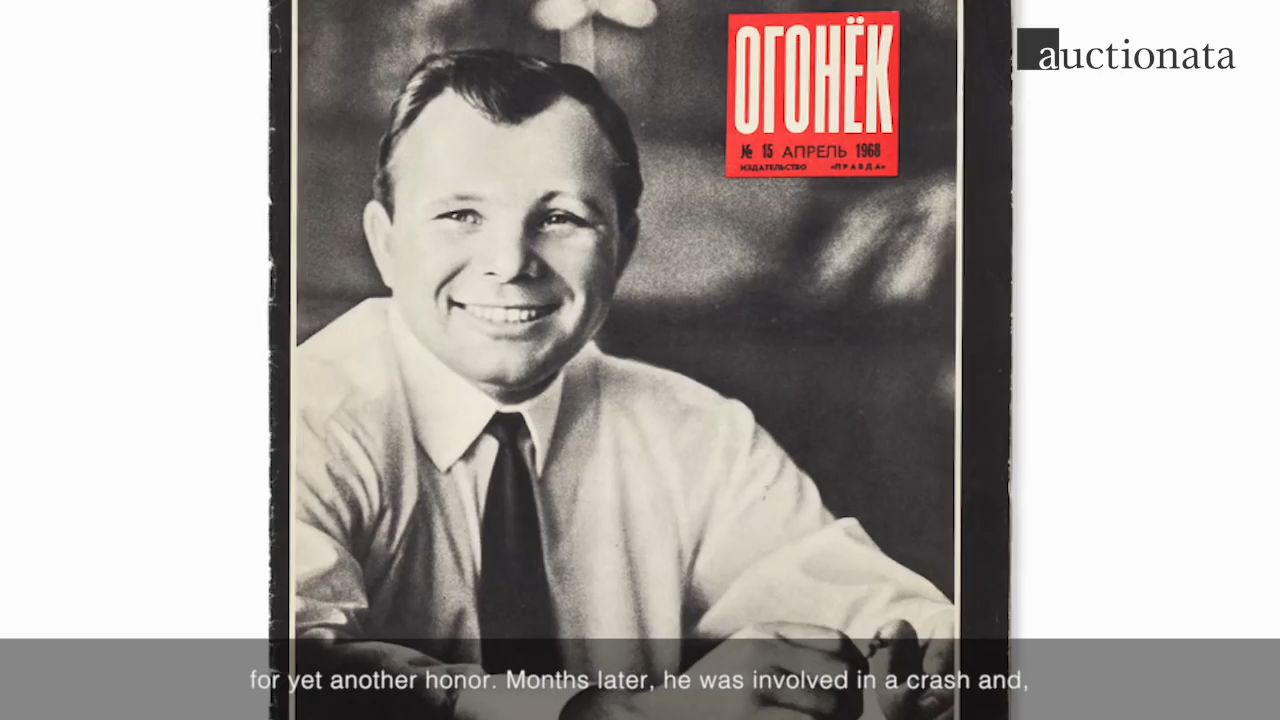 ОГОНЁК
№ 15 АПРЕЛЬ 1968
ИЗДАТЕЛЬСТВО «ПРАВДА»
auctionata
for yet another honor. Months later, he was involved in a crash and,